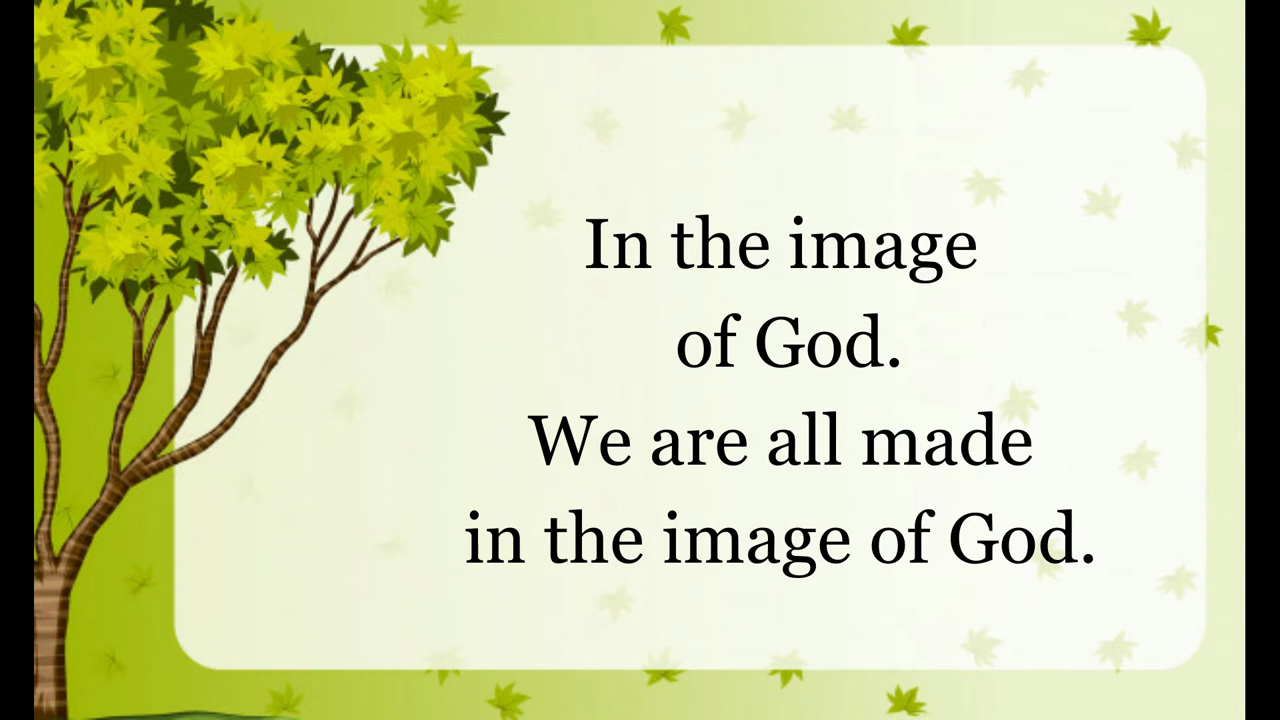 In the image
of God.
We are all made
in the image of God.